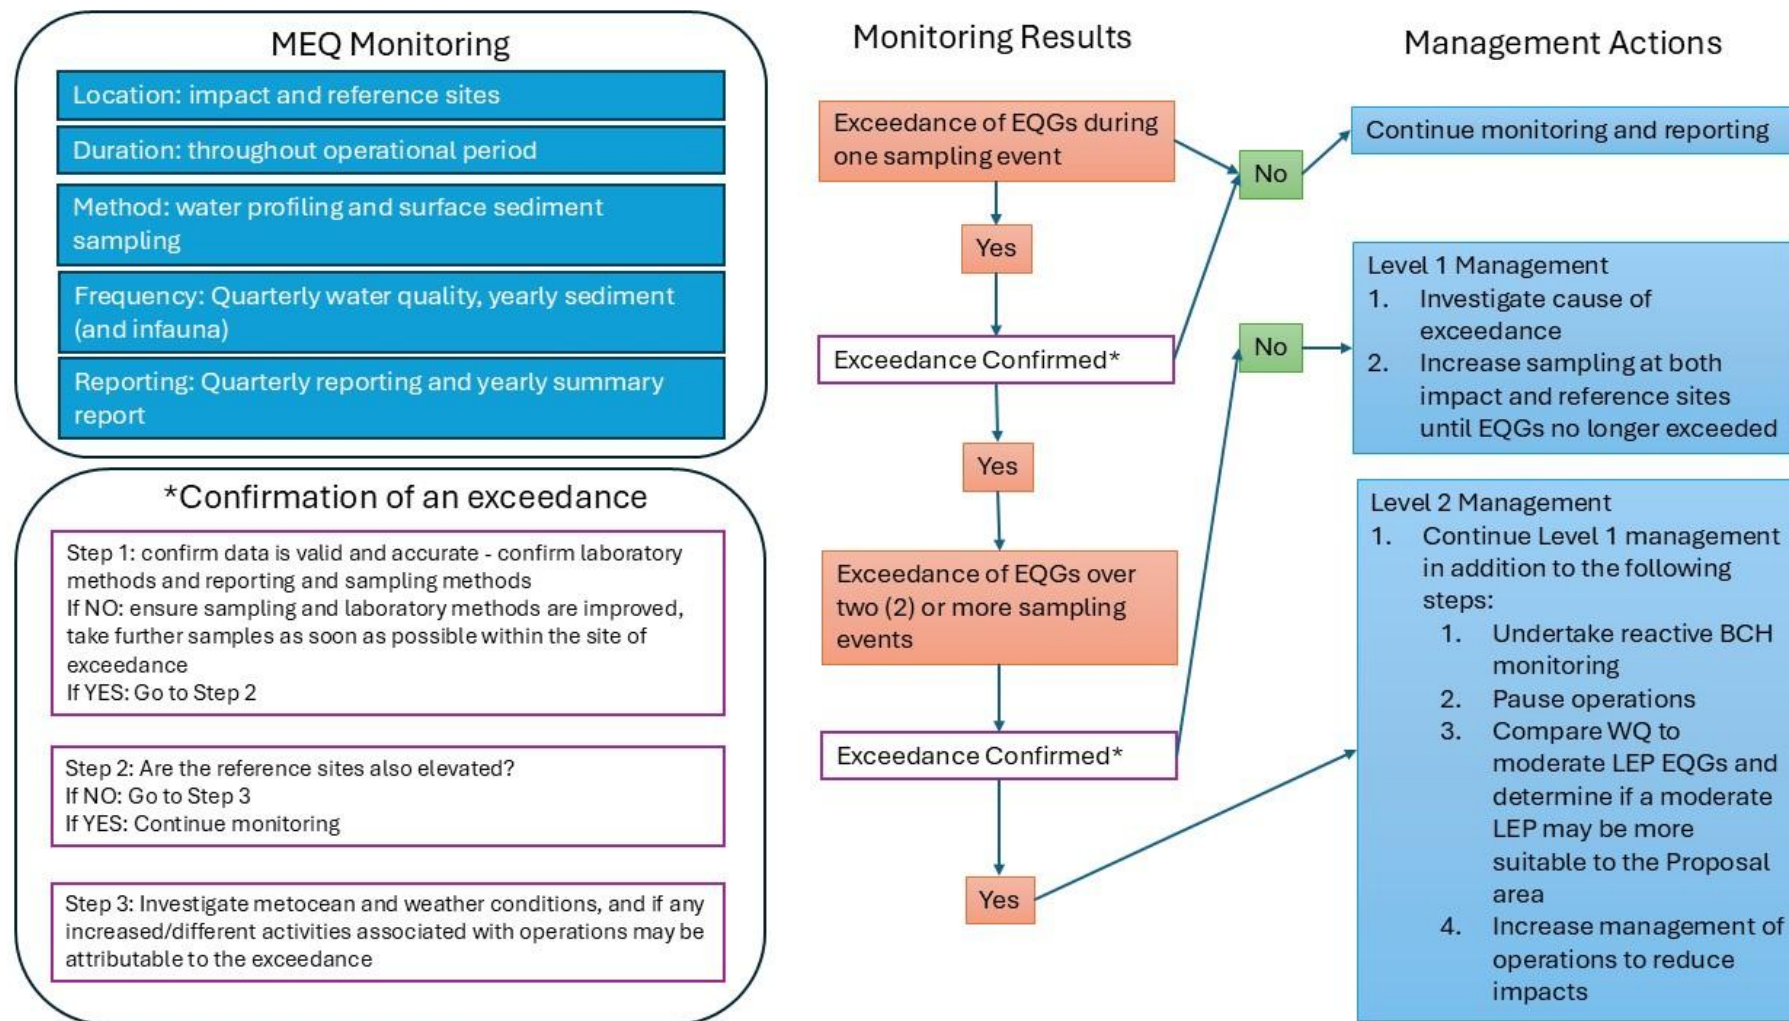 MEQ Monitoring
Location: impact and reference sites
Duration: throughout operational period
Method: water profiling and surface sediment
sampling
Frequency: Quarterly water quality, yearly sediment
(and infauna)
Reporting: Quarterly reporting and yearly summary
report
*Confirmation of an exceedance
Step 1: confirm data is valid and accurate - confirm laboratory
methods and reporting and sampling methods
If NO: ensure sampling and laboratory methods are improved,
take further samples as soon as possible within the site of
exceedance
If YES: Go to Step 2
Step 2: Are the reference sites also elevated?
If NO: Go to Step 3
If YES: Continue monitoring
Step 3: Investigate metocean and weather conditions, and if any
increased/different activities associated with operations may be
attributable to the exceedance
Monitoring Results
Exceedance of EQGs during
one sampling event
Yes
Exceedance Confirmed*
Yes
Exceedance of EQGs over
two (2) or more sampling
events
Exceedance Confirmed*
Yes
No
No
Management Actions
Continue monitoring and reporting
Level 1 Management
1. Investigate cause of
exceedance
2. Increase sampling at both
impact and reference sites
until EQGs no longer exceeded
Level 2 Management
1. Continue Level 1 management
in addition to the following
steps:
1. Undertake reactive BCH
monitoring
2. Pause operations
3. Compare WQ to
moderate LEP EQGs and
determine if a moderate
LEP may be more
suitable to the Proposal
area
4. Increase management of
operations to reduce
impacts